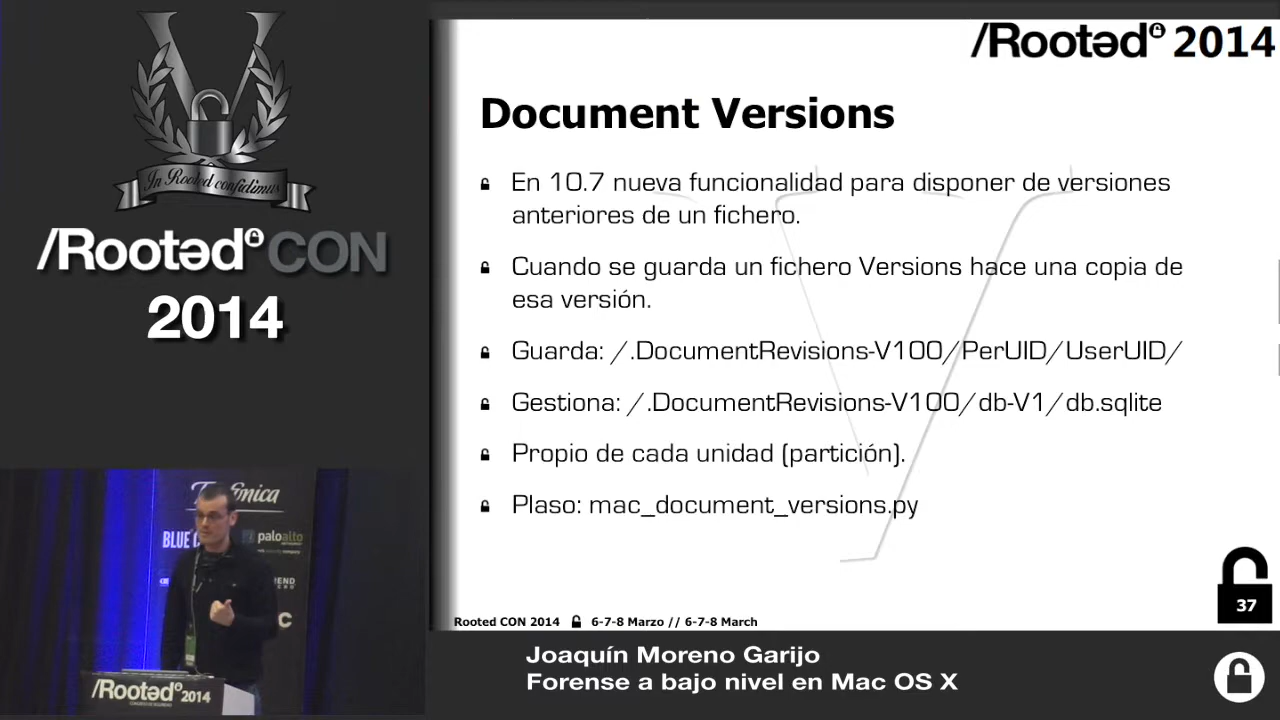 In Rooted confidimus
/Rootəd CON
2014
/Rootəd 2014
Document Versions
En 10.7 nueva funcionalidad para disponer de versiones
anteriores de un fichero.
Cuando se guarda un fichero Versions hace una copia de
esa versión.
Guarda: /.DocumentRevisions-V100/PerUID/UserUID/
Gestiona: /.DocumentRevisions-V100/db-V1/db.sqlite
Propio de cada unidad (partición).
Plaso: mac_document_versions.py
37
Rooted CON 2014 6-7-8 Marzo // 6-7-8 March
BLUE
paloalto
/Rootəd 2014
Joaquín Moreno Garijo
Forense a bajo nivel en Mac OS X